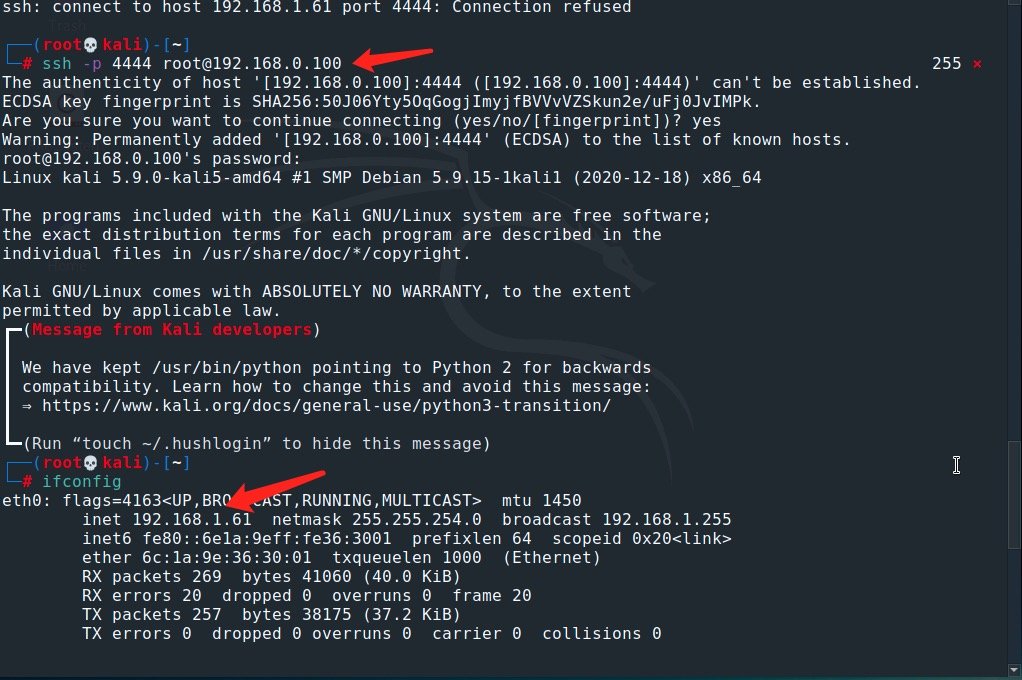 ssh: connect to host 192.168.1.61 port 4444: Connection refused
┌──(root💀kali)-[~]
└─# ssh -p 4444 root@192.168.0.100 255 ⨯
The authenticity of host '[192.168.0.100]:4444 ([192.168.0.100]:4444)' can't be established.
ECDSA key fingerprint is SHA256:50J06Yty5OqGogjImyjfBVVvVZSkun2e/uFj0JvIMPk.
Are you sure you want to continue connecting (yes/no/[fingerprint])? yes
Warning: Permanently added '[192.168.0.100]:4444' (ECDSA) to the list of known hosts.
root@192.168.0.100's password:
Linux kali 5.9.0-kali5-amd64 #1 SMP Debian 5.9.15-1kali1 (2020-12-18) x86_64
The programs included with the Kali GNU/Linux system are free software;
the exact distribution terms for each program are described in the
individual files in /usr/share/doc/*/copyright.
Kali GNU/Linux comes with ABSOLUTELY NO WARRANTY, to the extent
permitted by applicable law.
┏━(Message from Kali developers)
┃ We have kept /usr/bin/python pointing to Python 2 for backwards
┃ compatibility. Learn how to change this and avoid this message:
┃ ⇒ https://www.kali.org/docs/general-use/python3-transition/
┗━(Run “touch ~/.hushlogin” to hide this message)
┌──(root💀kali)-[~]
└─# ifconfig
eth0: flags=4163<UP,BROADCAST,RUNNING,MULTICAST> mtu 1450
inet 192.168.1.61 netmask 255.255.254.0 broadcast 192.168.1.255
inet6 fe80::6e1a:9eff:fe36:3001 prefixlen 64 scopeid 0x20<link>
ether 6c:1a:9e:36:30:01 txqueuelen 1000 (Ethernet)
RX packets 269 bytes 41060 (40.0 KiB)
RX errors 20 dropped 0 overruns 0 frame 20
TX packets 257 bytes 38175 (37.2 KiB)
TX errors 0 dropped 0 overruns 0 carrier 0 collisions 0